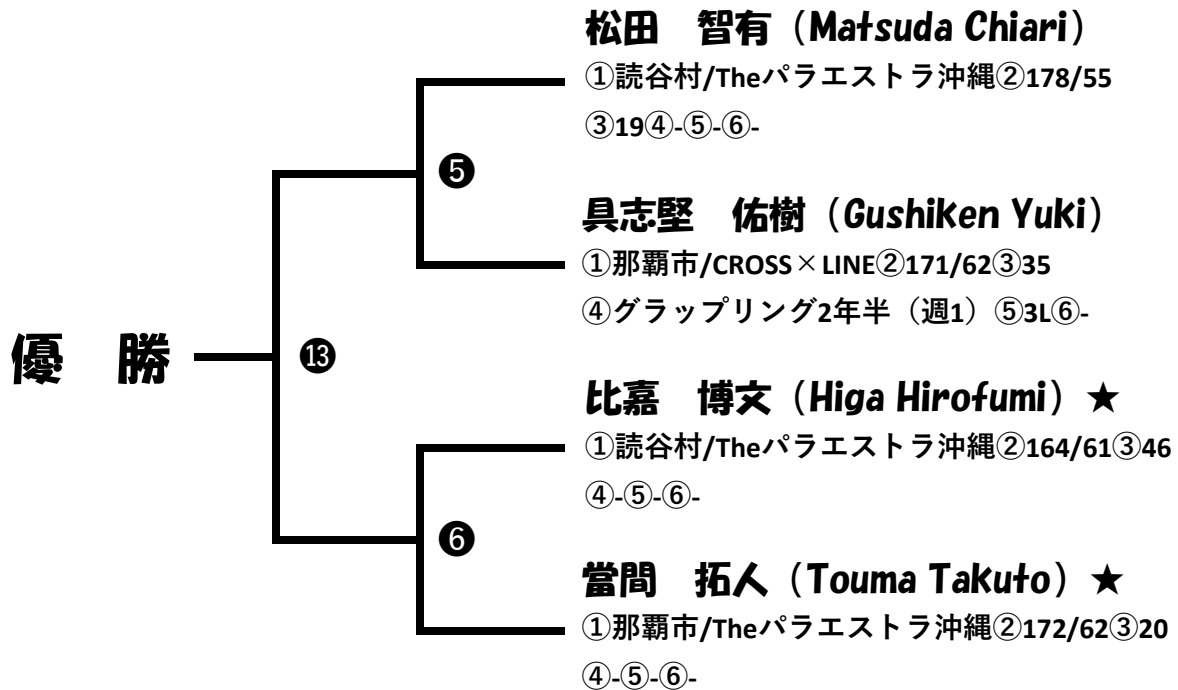 松田　智有（Matsuda Chiari）
①読谷村/Theパラエストラ沖縄②178/55
③19④-⑤-⑥-
❺
具志堅　佑樹（Gushiken Yuki）
①那覇市/CROSS×LINE②171/62③35
④グラップリング2年半（週1）⑤3L⑥-
優　勝
⓭
比嘉　博文（Higa Hirofumi）★
①読谷村/Theパラエストラ沖縄②164/61③46
④-⑤-⑥-
❻
當間　拓人（Touma Takuto）★
①那覇市/Theパラエストラ沖縄②172/62③20
④-⑤-⑥-